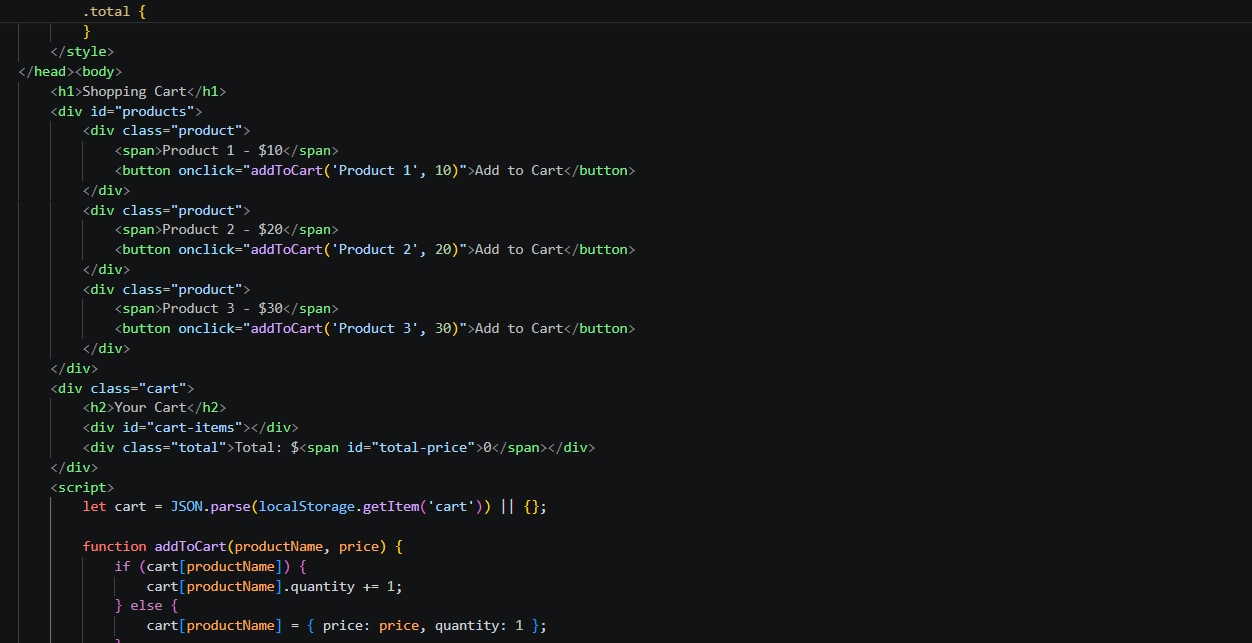 .total {
}
</style>
</head><body>
<h1>Shopping Cart</h1>
<div id="products">
<div class="product">
<span>Product 1 - $10</span>
<button onclick="addToCart('Product 1', 10)">Add to Cart</button>
</div>
<div class="product">
<span>Product 2 - $20</span>
<button onclick="addToCart('Product 2', 20)">Add to Cart</button>
</div>
<div class="product">
<span>Product 3 - $30</span>
<button onclick="addToCart('Product 3', 30)">Add to Cart</button>
</div>
</div>
<div class="cart">
<h2>Your Cart</h2>
<div id="cart-items"></div>
<div class="total">Total: $<span id="total-price">0</span></div>
</div>
<script>
let cart = JSON.parse(localStorage.getItem('cart')) || {};
function addToCart(productName, price) {
if (cart[productName]) {
cart[productName].quantity += 1;
} else {
cart[productName] = { price: price, quantity: 1 };
}